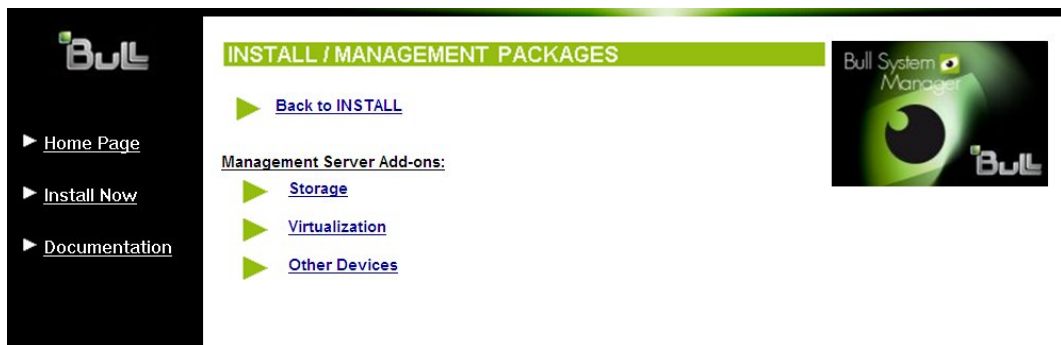 Bull
Home Page
Install Now
Documentation
INSTALL / MANAGEMENT PACKAGES
Back to INSTALL
Management Server Add-ons:
Storage
Virtualization
Other Devices
Bull System
Manager
Bull